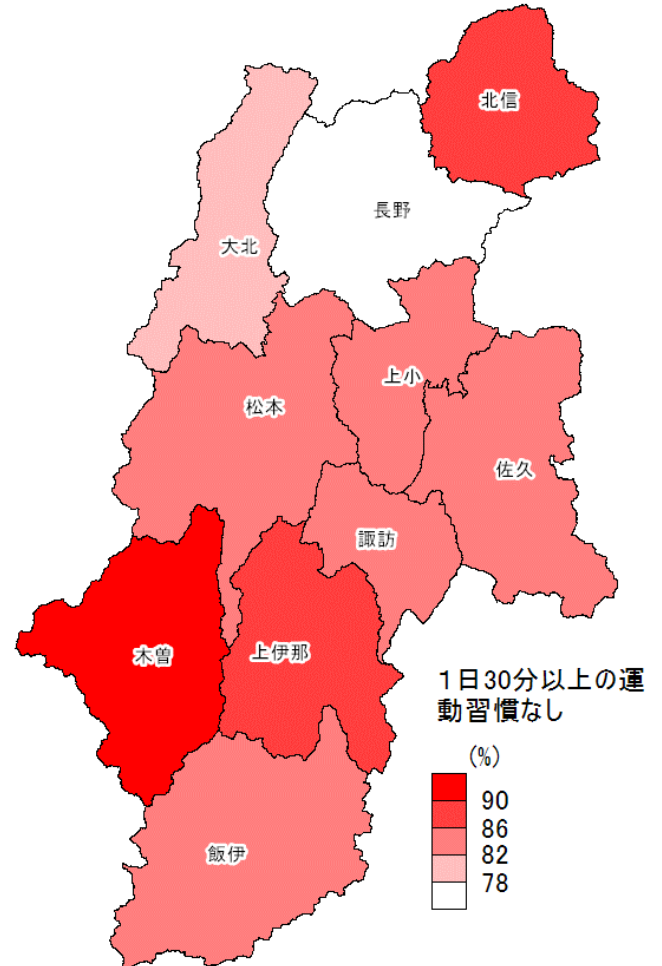 北信
長野
大北
上小
松本
佐久
諏訪
木曽
上伊那
飯伊
1日30分以上の運
動習慣なし
(%)
90
86
82
78